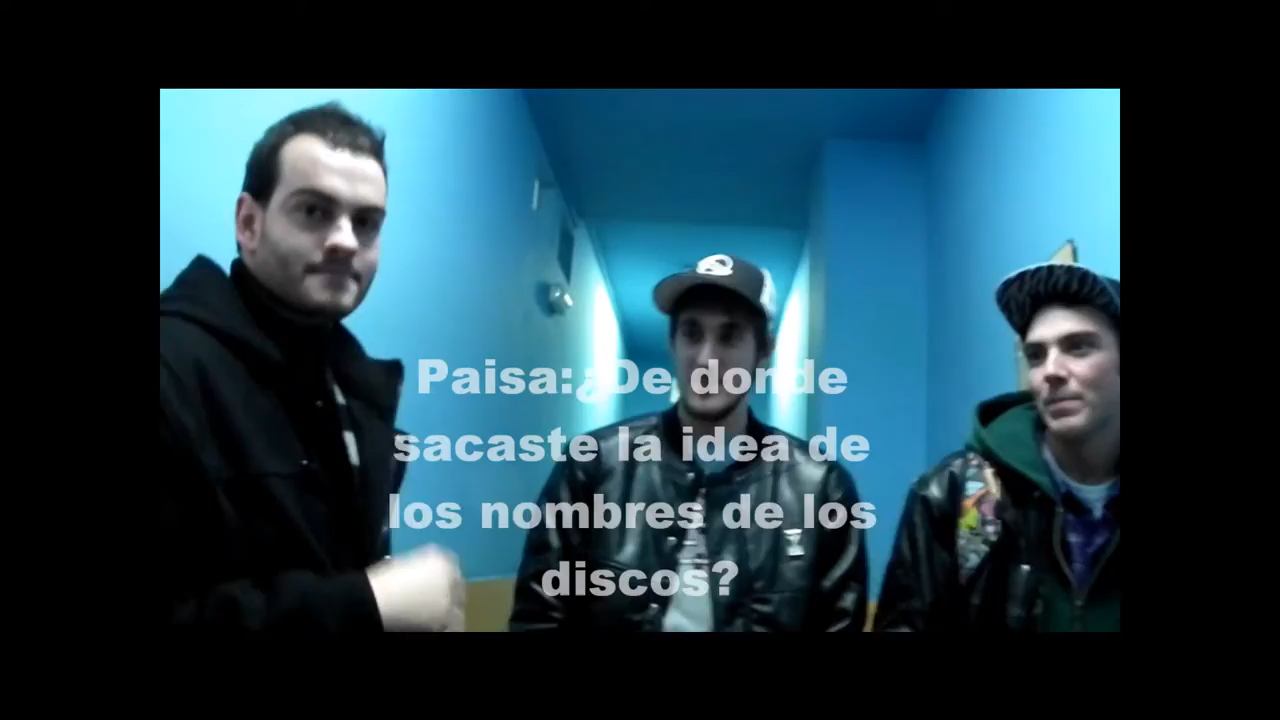 Paisa:¿De donde
sacaste la idea de
los nombres de los
discos?